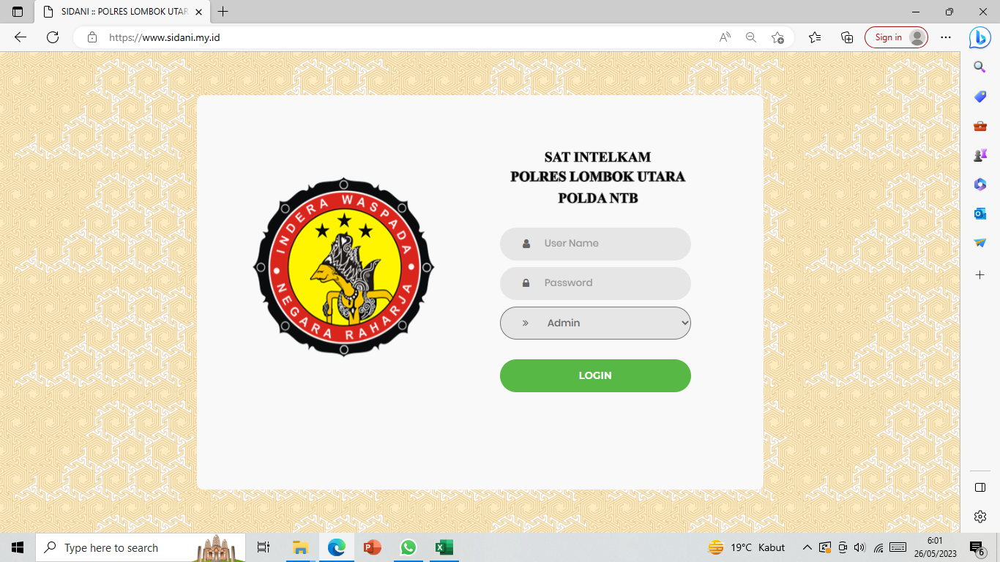 SIDANI :: POLRES LOMBOK UTAR
https://www.sidani.my.id
Sign in
INDERA WASPADA
NEGARA RAHARJA
SAT INTELKAM
POLRES LOMBOK UTARA
POLDA NTB
User Name
Password
Admin
LOGIN
Type here to search
19°C Kabut
6:01
26/05/2023
6